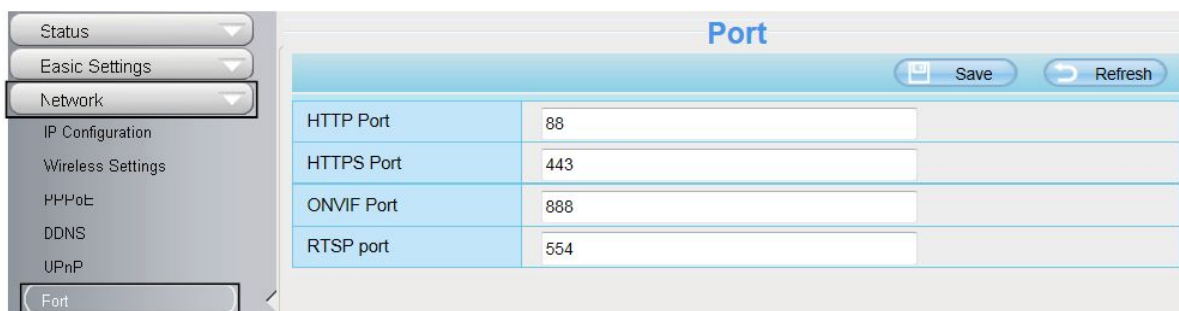 Status
Easic Settings
Network
IP Configuration
Wireless Settings
PPPoE
DDNS
UPnP
Fort
Port
Save
Refresh
HTTP Port
88
HTTPS Port
443
ONVIF Port
888
RTSP port
554